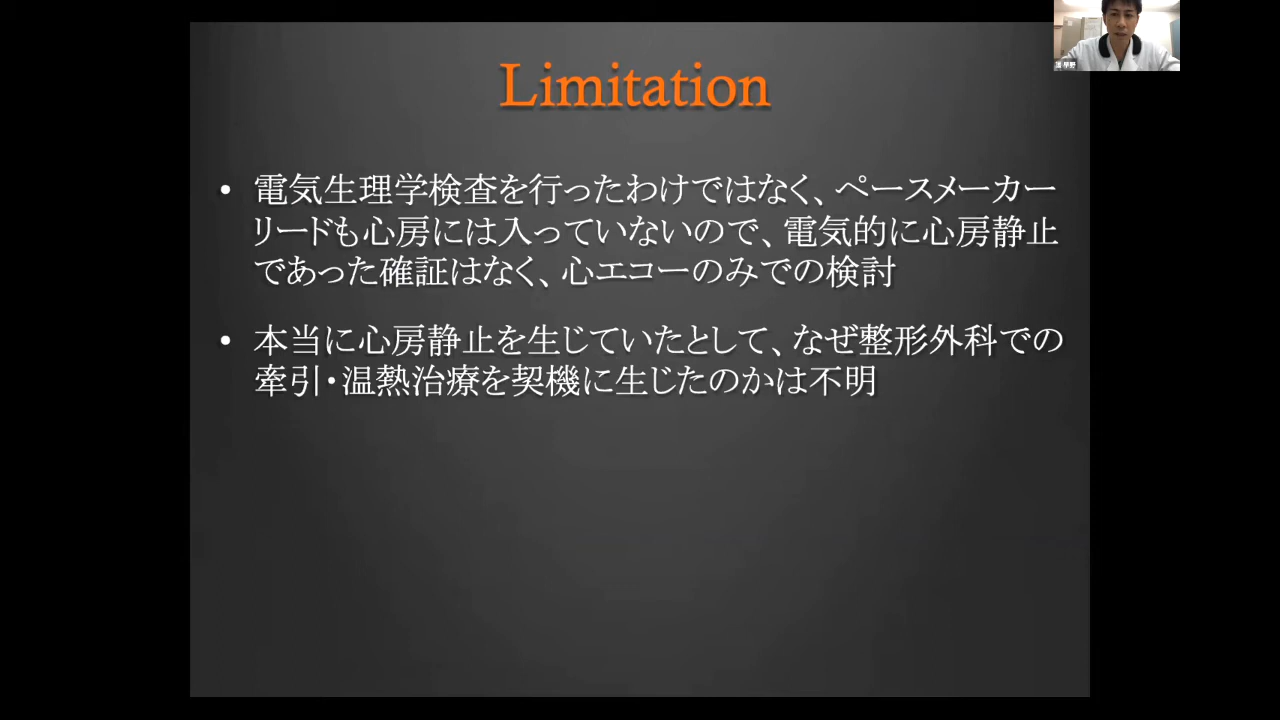 Limitation
• 電気生理学検査を行ったわけではなく、ペースメーカー
リードも心房には入っていないので、電気的に心房静止
であった確証はなく、心エコーのみでの検討
• 本当に心房静止を生じていたとして、なぜ整形外科での
牽引・温熱治療を契機に生じたのかは不明